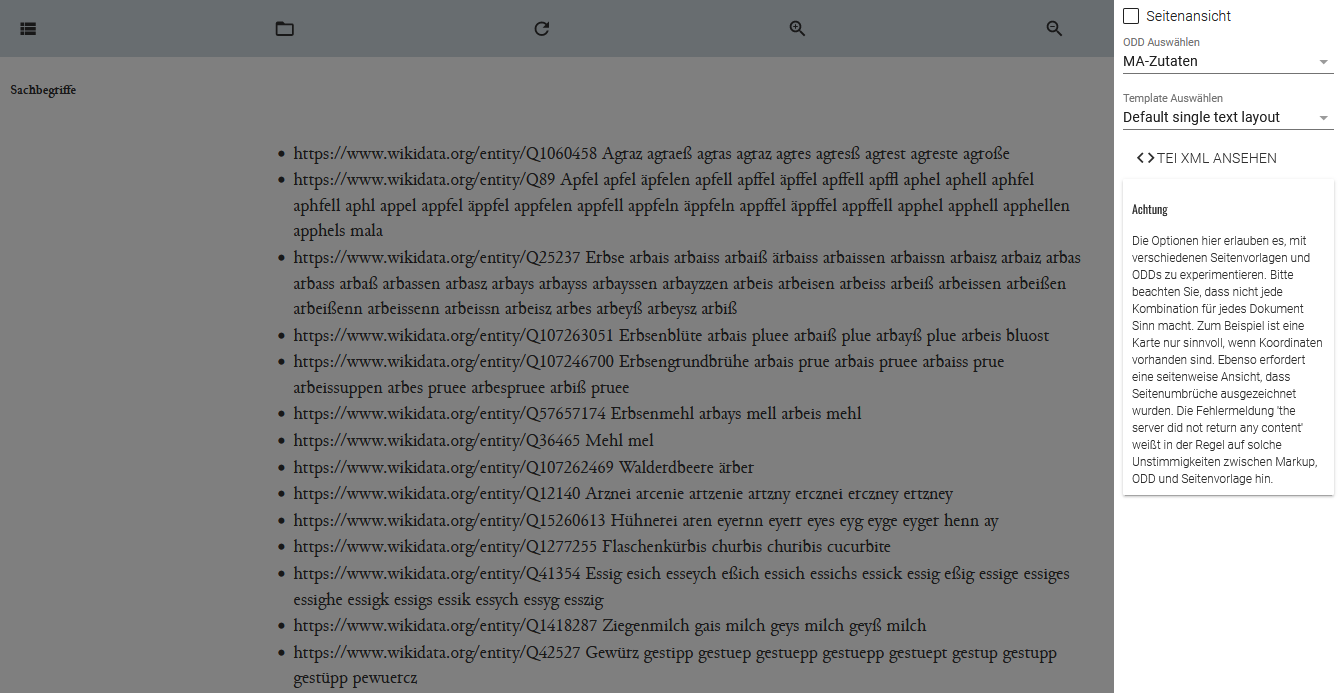 Sachbegriffe
• https://www.wikidata.org/entity/Q1060458 Agraz agraeß agras agraz agres agresß agrest agreste agroße
• https://www.wikidata.org/entity/Q89 Apfel apfel äpfelen apfell apffel äpffel apffell apffl aphel aphell aphfel
aphfell aphl appel appfel äppfel appfelen appfell appfeln äppfeln appffel äppffel appffell apphel apphell apphellen
apphels mala
• https://www.wikidata.org/entity/Q25237 Erbse arbais arbaiss arbaiß ärbaiss arbaissen arbaissn arbaisz arbaiz arbas
arbass arbaß arbassen arbasz arbays arbayss arbayssen arbayzzen arbeis arbeisen arbeiss arbeiß arbeissen arbeißen
arbeißenn arbeissenn arbeissn arbeisz arbes arbeyß arbeysz arbiß
• https://www.wikidata.org/entity/Q107263051 Erbsenblüte arbais pluee arbaiß plue arbayß plue arbeis bluost
• https://www.wikidata.org/entity/Q107246700 Erbsengrundbrühe arbais prue arbais pruee arbaiss prue
arbeissuppen arbes pruee arbespruee arbiß pruee
• https://www.wikidata.org/entity/Q57657174 Erbsenmehl arbays mell arbeis mehl
• https://www.wikidata.org/entity/Q36465 Mehl mel
• https://www.wikidata.org/entity/Q107262469 Walderdbeere ärber
• https://www.wikidata.org/entity/Q12140 Arznei arcenie artzenie artzny ercznei erczney ertzney
• https://www.wikidata.org/entity/Q15260613 Hühnerei aren eyernn eyerr eyes eyg eyge eyger henn ay
• https://www.wikidata.org/entity/Q1277255 Flaschenkürbis churbis churibis cucurbite
• https://www.wikidata.org/entity/Q41354 Essig esich esseych eßich essich essichs essick essig eßig essige essiges
essighe essigk essigs essik essych essyg esszig
• https://www.wikidata.org/entity/Q1418287 Ziegenmilch gais milch geys milch geyß milch
• https://www.wikidata.org/entity/Q42527 Gewürz gestipp gestuep gestuepp gestuepp gestuept gestup gestupp
gestüpp pewuercz
Seitenansicht
ODD Auswählen
MA-Zutaten
Template Auswählen
Default single text layout
TEI XML ANSEHEN
Achtung
Die Optionen hier erlauben es, mit
verschiedenen Seitenvorlagen und
ODDs zu experimentieren. Bitte
beachten Sie, dass nicht jede
Kombination für jedes Dokument
Sinn macht. Zum Beispiel ist eine
Karte nur sinnvoll, wenn Koordinaten
vorhanden sind. Ebenso erfordert
eine seitenweise Ansicht, dass
Seitenumbrüche ausgezeichnet
wurden. Die Fehlermeldung 'the
server did not return any content'
weißt in der Regel auf solche
Unstimmigkeiten zwischen Markup,
ODD und Seitenvorlage hin.